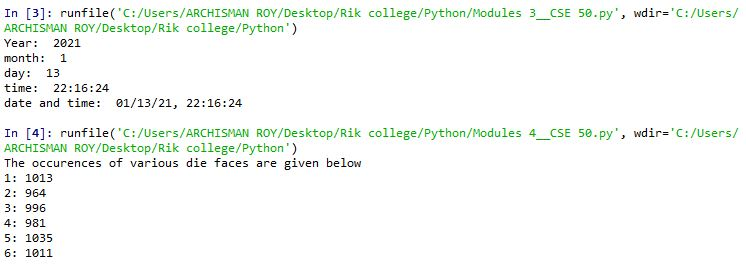 In [3]: runfile('C:/Users/ARCHISMAN ROY/Desktop/Rik college/Python/Modules 3__CSE 50.py', wdir='C:/Users/
ARCHISMAN ROY/Desktop/Rik college/Python')
Year:  2021
month:  1
day:  13
time:  22:16:24
date and time:  01/13/21, 22:16:24
In [4]: runfile('C:/Users/ARCHISMAN ROY/Desktop/Rik college/Python/Modules 4__CSE 50.py', wdir='C:/Users/
ARCHISMAN ROY/Desktop/Rik college/Python')
The occurences of various die faces are given below
1: 1013
2: 964
3: 996
4: 981
5: 1035
6: 1011